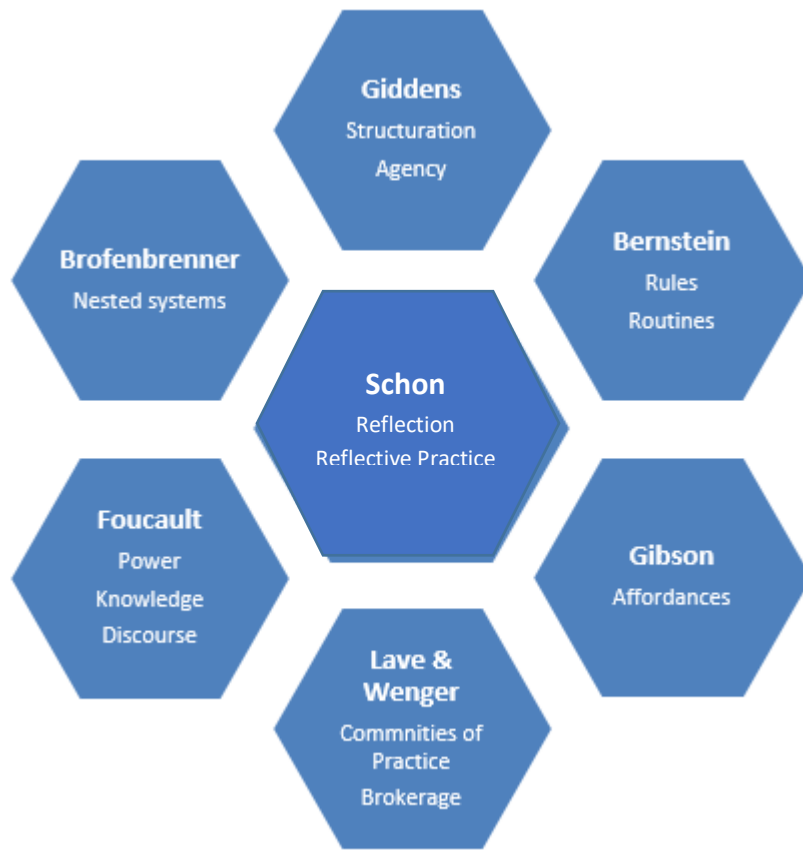 Giddens
Structuration
Agency
Brofenbrenner
Nested systems
Bernstein
Rules
Routines
Schon
Reflection
Reflective Practice
Foucault
Power
Knowledge
Discourse
Gibson
Affordances
Lave &
Wenger
Commnities of
Practice
Brokerage